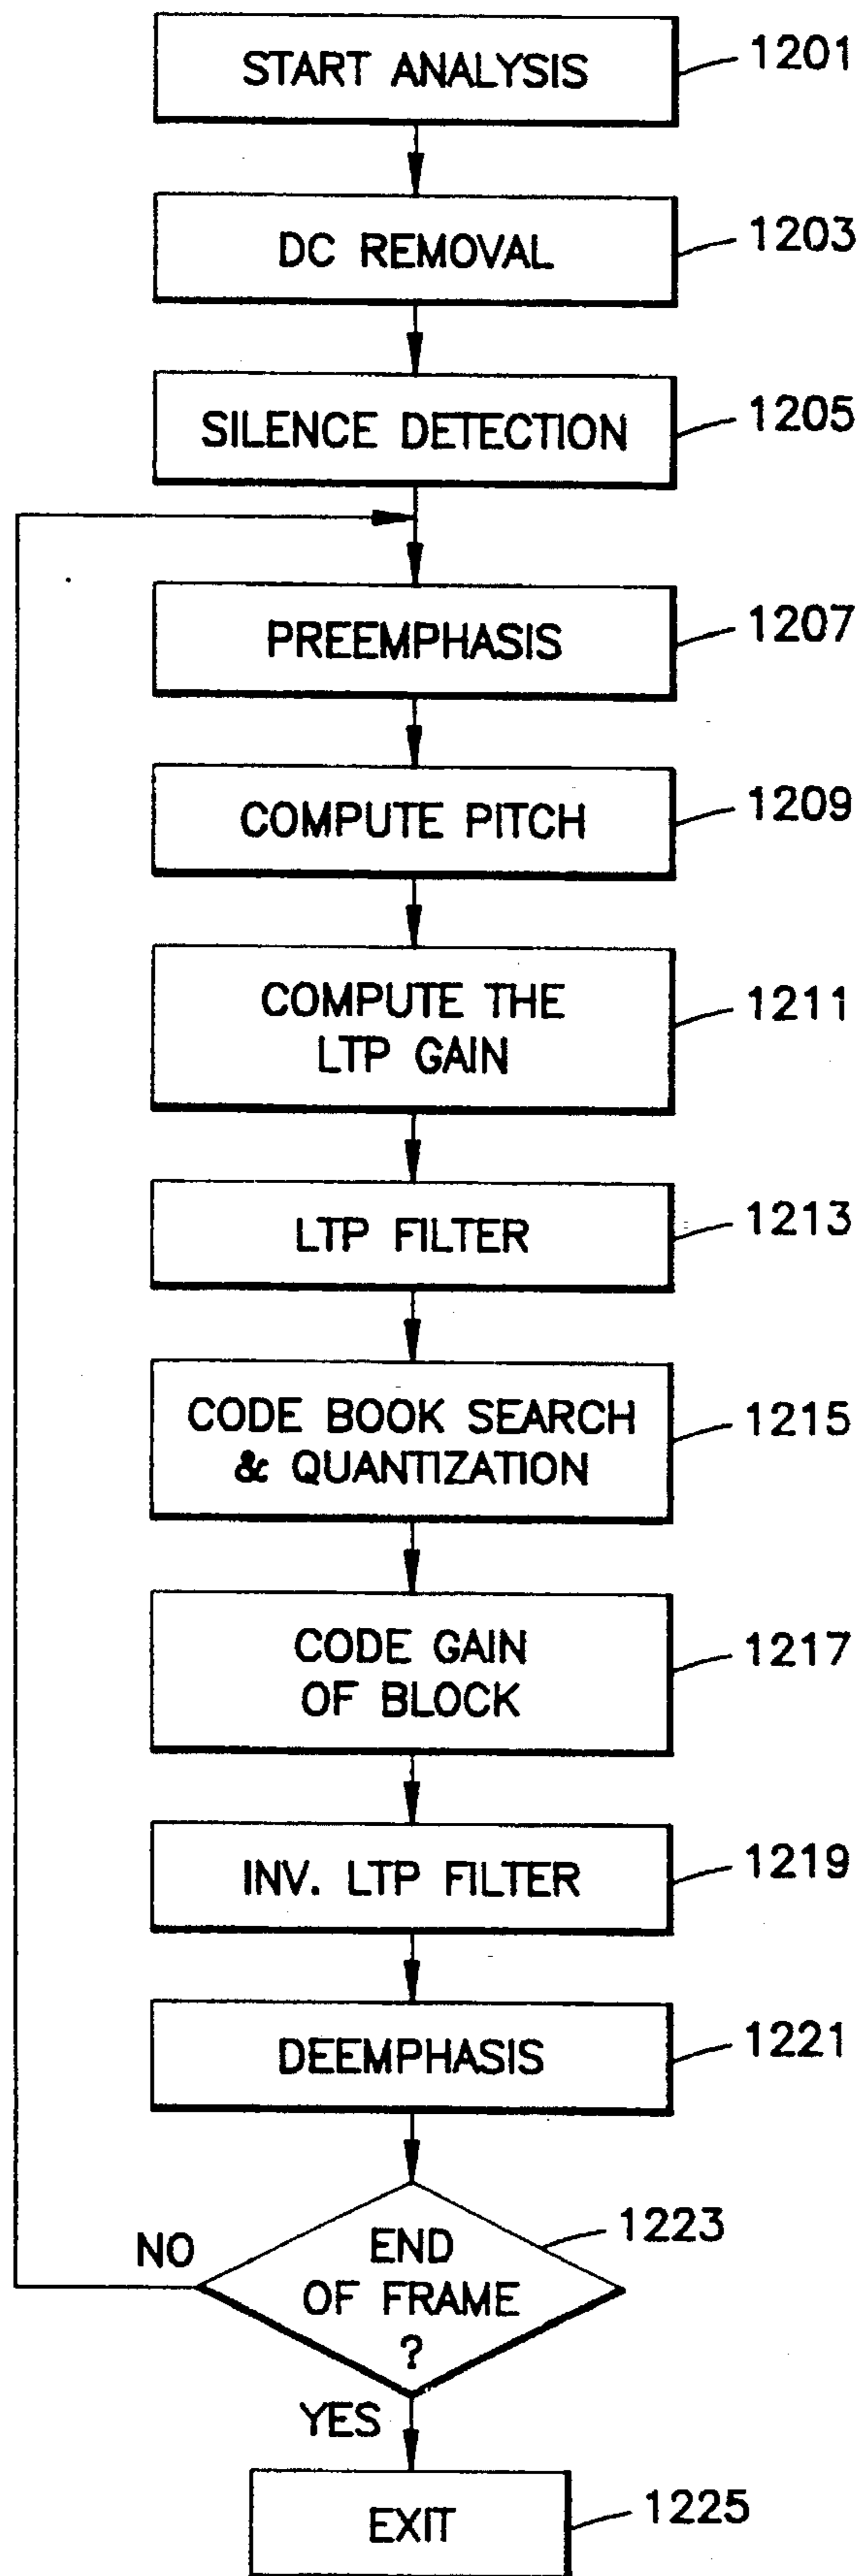 START ANALYSIS
1201
DC REMOVAL
1203
SILENCE DETECTION
1205
PREEMPHASIS
1207
COMPUTE PITCH
1209
COMPUTE THE
LTP GAIN
1211
LTP FILTER
1213
CODE BOOK SEARCH
& QUANTIZATION
1215
CODE GAIN
OF BLOCK
1217
INV. LTP FILTER
1219
DEEMPHASIS
1221
END
OF FRAME
?
1223
NO
YES
EXIT
1225